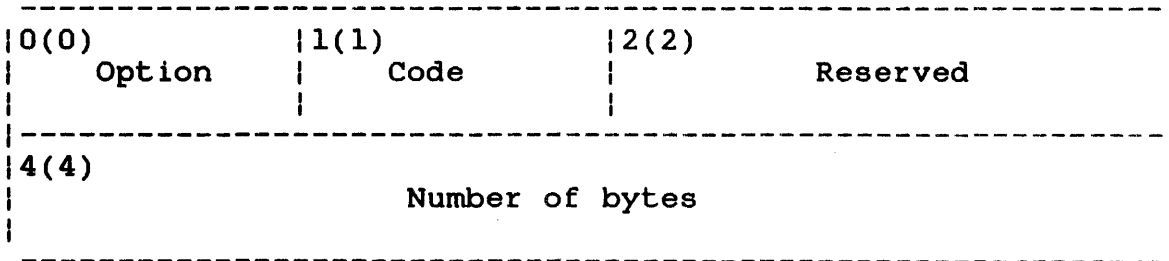 0(0) 1(1) 2(2)
Option Code Reserved
4(4)
Number of bytes